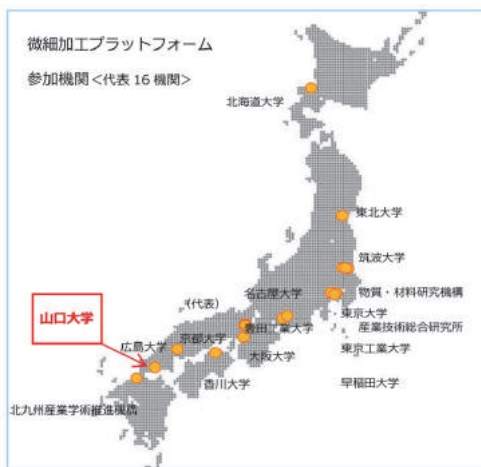 微細加工プラットフォーム
参加機関<代表16機関>
北海道大学
東北大学
筑波大学
名古屋大学
物質・材料研究機構
(代表)
東京大学
山口大学
豊田工業大学
産業技術総合研究所
広島大学
京都大学
大阪大学
東京工業大学
香川大学
早稲田大学
北九州産業学術推進機構